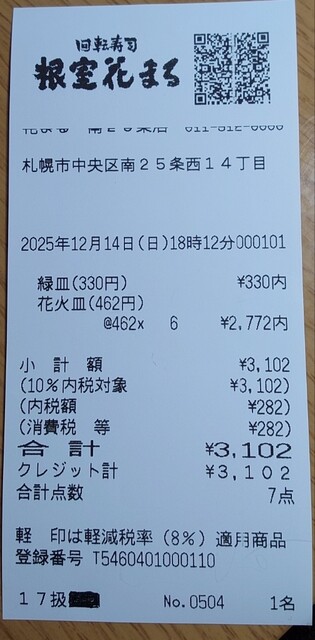 回転寿司
根室花まる
札幌市中央区南25条西14丁目
2025年12月14日(日)18時12分000101
緑皿(330円) ¥330内
花火皿(462円)
@462x 6 ¥2,772内
小 計 額 ¥3,102
(10%内税対象 ¥3,102)
(内税額 ¥282)
(消費税 等 ¥282)
合 計 ¥3,102
クレジット計 ¥3,102
合計点数 7点
軽 印は軽減税率(8%)適用商品
登録番号 T5460401000110
17扱 No.0504 1名